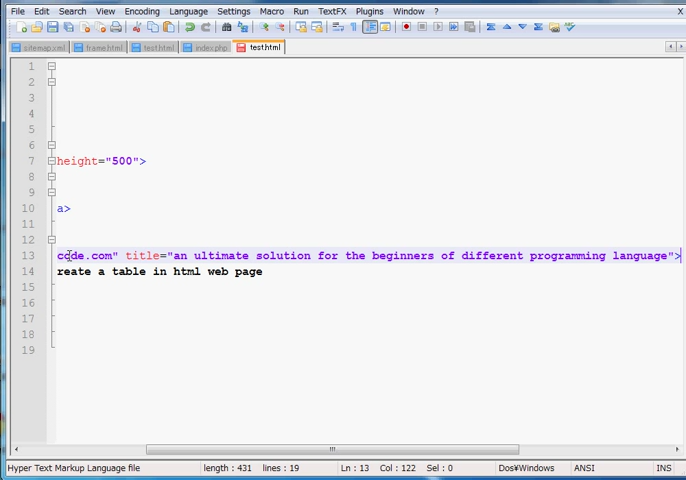 File Edit Search View Encoding Language Settings Macro Run TextFX Plugins Window ? X
sitemap.xml frame.html test.html index.php test.html
1
2
3
4
5
6
7 height="500">
8
9
10 a>
11
12
13 code.com" title="an ultimate solution for the beginners of different programming language">
14 reate a table in html web page
15
16
17
18
19
Hyper Text Markup Language file length : 431 lines : 19 Ln : 13 Col : 122 Sel : 0 Dos¥Windows ANSI INS